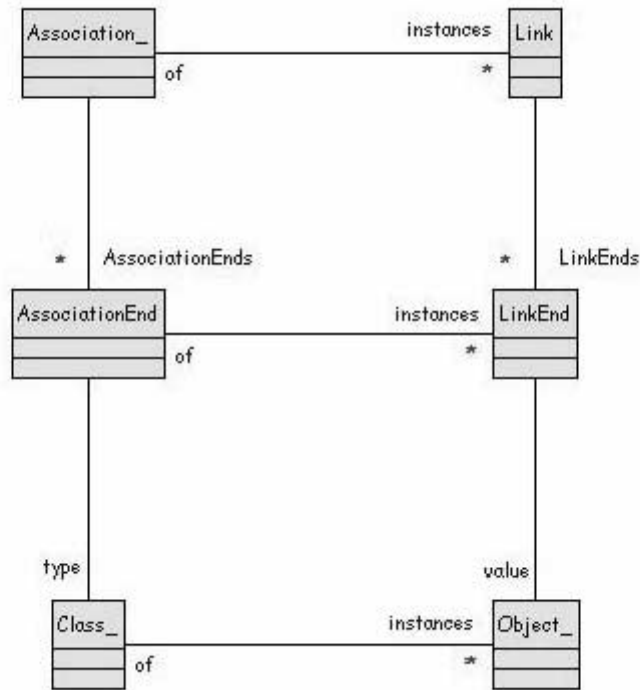 Association_
instances
Link
of
*
*
AssociationEnds
*
LinkEnds
AssociationEnd
instances
LinkEnd
of
*
type
value
Class_
instances
Object_
of
*